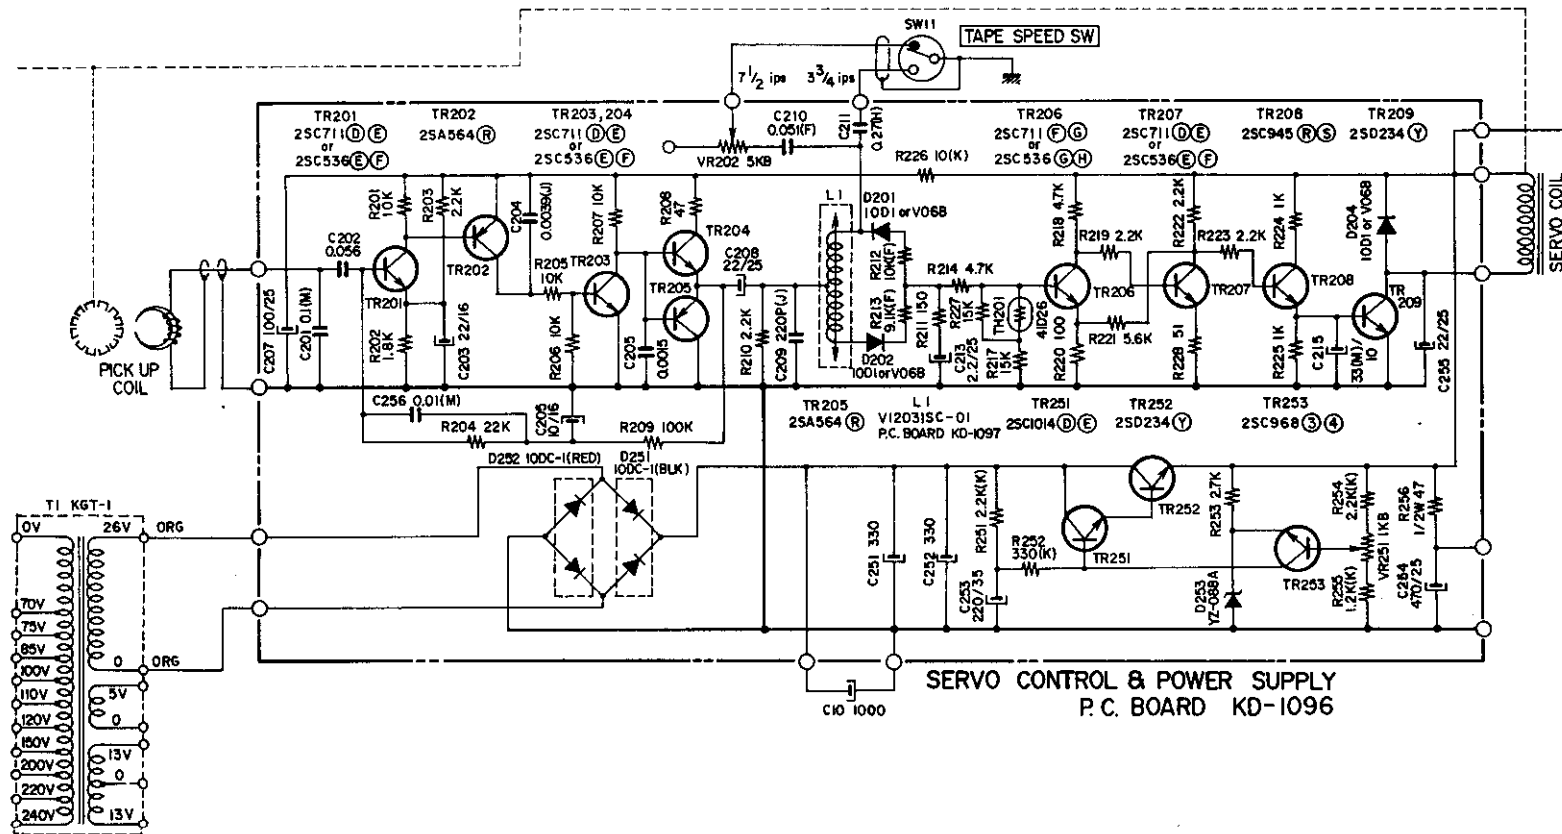 SW11
TAPE SPEED SW
7 1/2 ips
3 3/4 ips
TR201
2SC711 Ⓓ Ⓔ
or
2SC536 Ⓔ Ⓕ
TR202
2SA564 Ⓡ
TR203, 204
2SC711 Ⓓ Ⓔ
or
2SC536 Ⓔ Ⓕ
C210
0.051(F)
VR202 5KB
C211
0.27(H)
TR206
2SC711 Ⓕ Ⓖ
or
2SC536 Ⓖ Ⓗ
TR207
2SC711 Ⓓ Ⓔ
or
2SC536 Ⓔ Ⓕ
TR208
2SC945 Ⓡ Ⓢ
TR209
2SD234 Ⓨ
R226 10(K)
R201
10K
R203
2.2K
C204
0.0039(J)
R207 10K
R208
47
L1
D201
10D1 or V06B
R218 4.7K
R222 2.2K
R224 1K
D204
10D1 or V06B
SERVO COIL
C202
0.056
TR201
TR202
R205
10K
TR203
TR204
C208
22/25
R212
10K(F)
R214 4.7K
R219 2.2K
R223 2.2K
TR206
TR207
TR208
TR
209
PICK UP
COIL
C207 100/25
C201 0.1(M)
R202
1.8K
C203 22/16
R206 10K
C205
0.0015
TR205
R210 2.2K
C209 220P(J)
R213
9.1K(F)
D202
10D1 or V06B
R211 150
C213
2.2/25
R227
15K
TH201
41D26
R217
15K
R220 100
R221 5.6K
R228 51
R225 1K
C215
33(M)/
10
C255 22/25
C256 0.01(M)
R204 22K
C205
10/16
R209 100K
TR205
2SA564 Ⓡ
L1
V12031SC-01
P.C. BOARD KD-1097
TR251
2SC1014 Ⓓ Ⓔ
TR252
2SD234 Ⓨ
TR253
2SC968 ③ ④
D252 10DC-1(RED)
D251
10DC-1(BLK)
T1 KGT-1
0V
26V
ORG
70V
75V
85V
100V
0
ORG
110V
5V
120V
0
150V
13V
200V
0
220V
240V
13V
C251 330
C252 330
R251 2.2K(K)
C253
220/35
R252
330(K)
TR251
TR252
R253 2.7K
D253
YZ-088A
TR253
R254
2.2K(K)
VR251 1KB
R255
1.2K(K)
R256
1/2W 47
C254
470/25
C10 1000
SERVO CONTROL & POWER SUPPLY
P. C. BOARD KD-1096